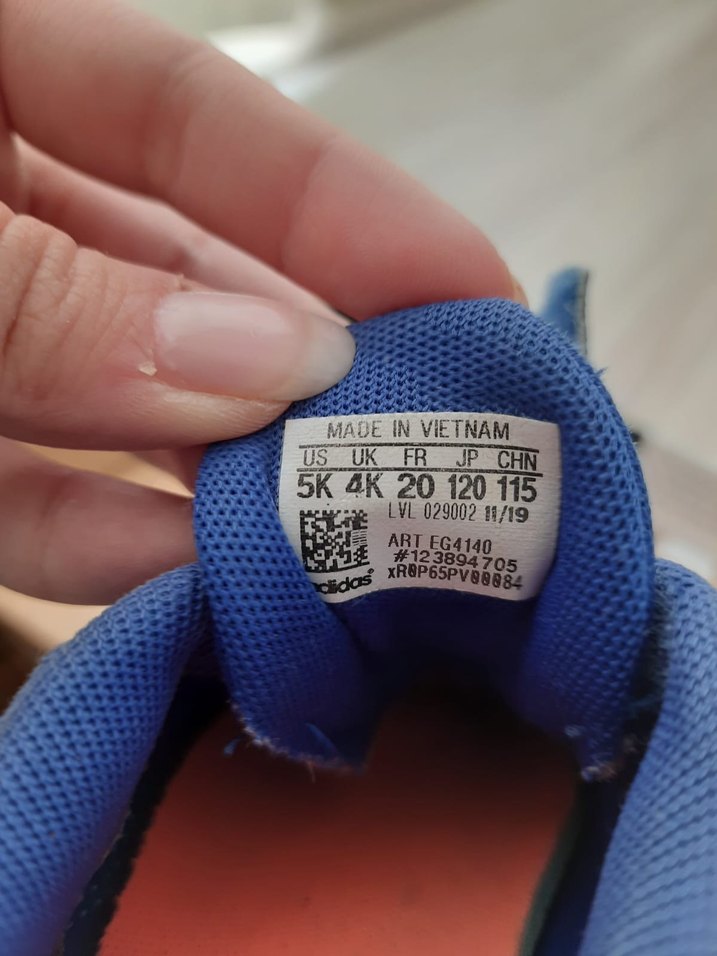 MADE IN VIETNAM
US UK FR JP CHN
5K 4K 20 120 115
LVL 029002 11/19
ART EG4140
#123894705
xR0P65PV00084
adidas®